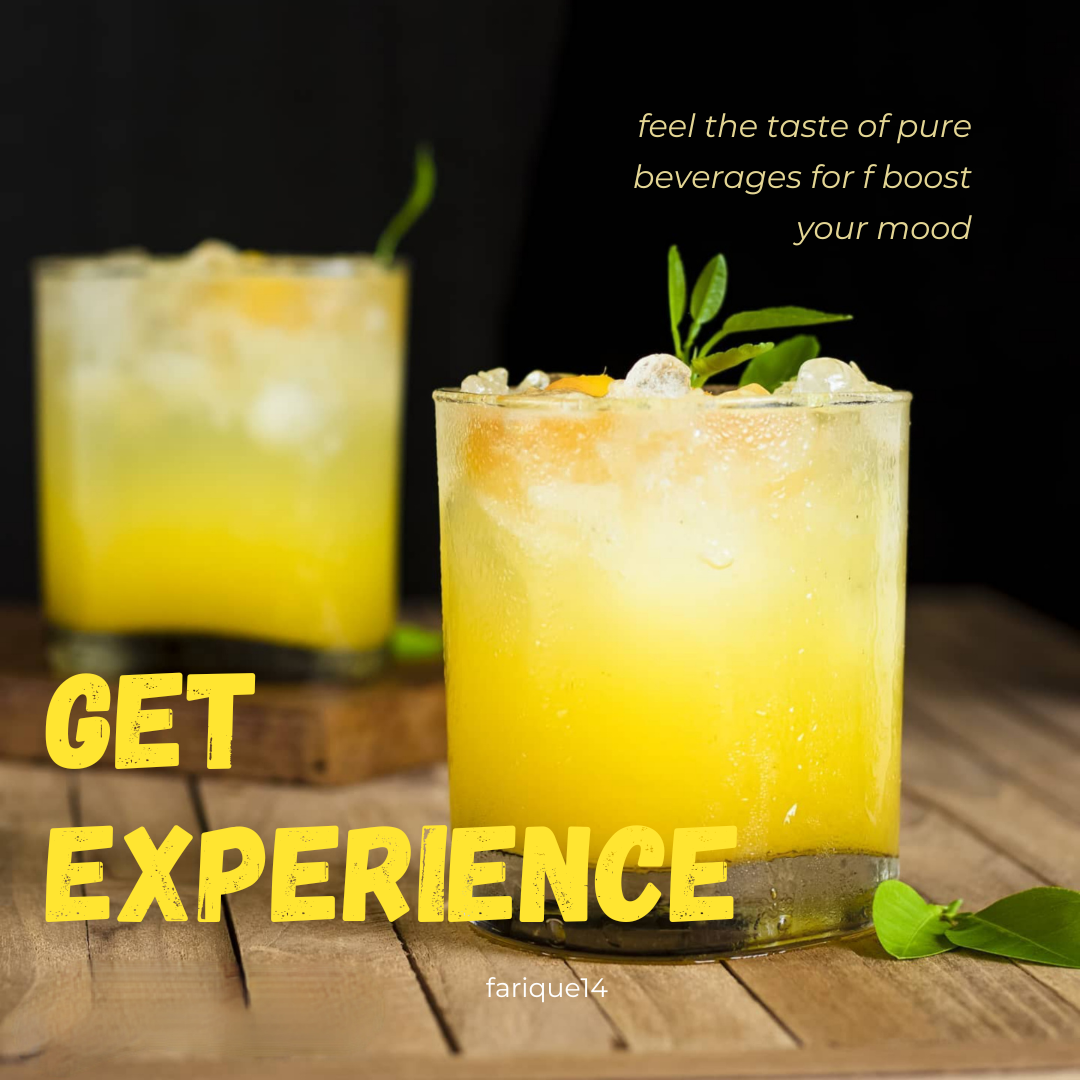 feel the taste of pure
beverages for f boost
your mood
GET
EXPERIENCE
farique14